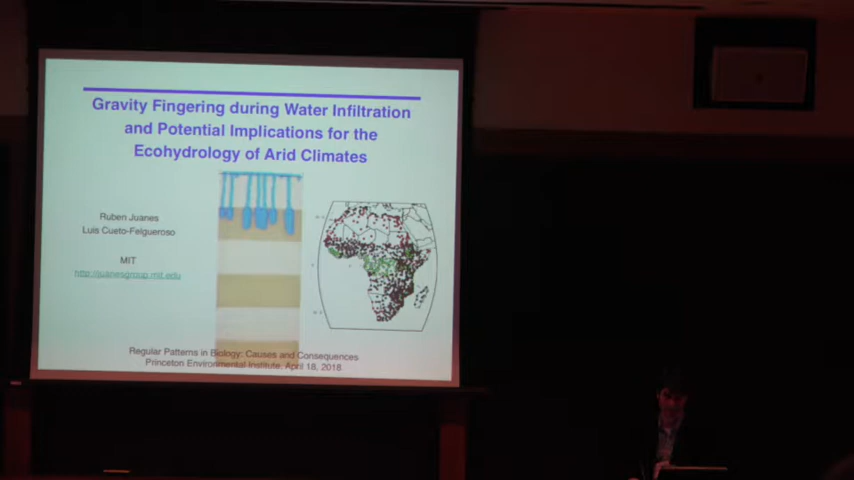 Gravity Fingering during Water Infiltration
and Potential Implications for the
Ecohydrology of Arid Climates
Ruben Juanes
Luis Cueto-Felgueroso
MIT
http://juanesgroup.mit.edu
Regular Patterns in Biology: Causes and Consequences
Princeton Environmental Institute, April 18, 2018